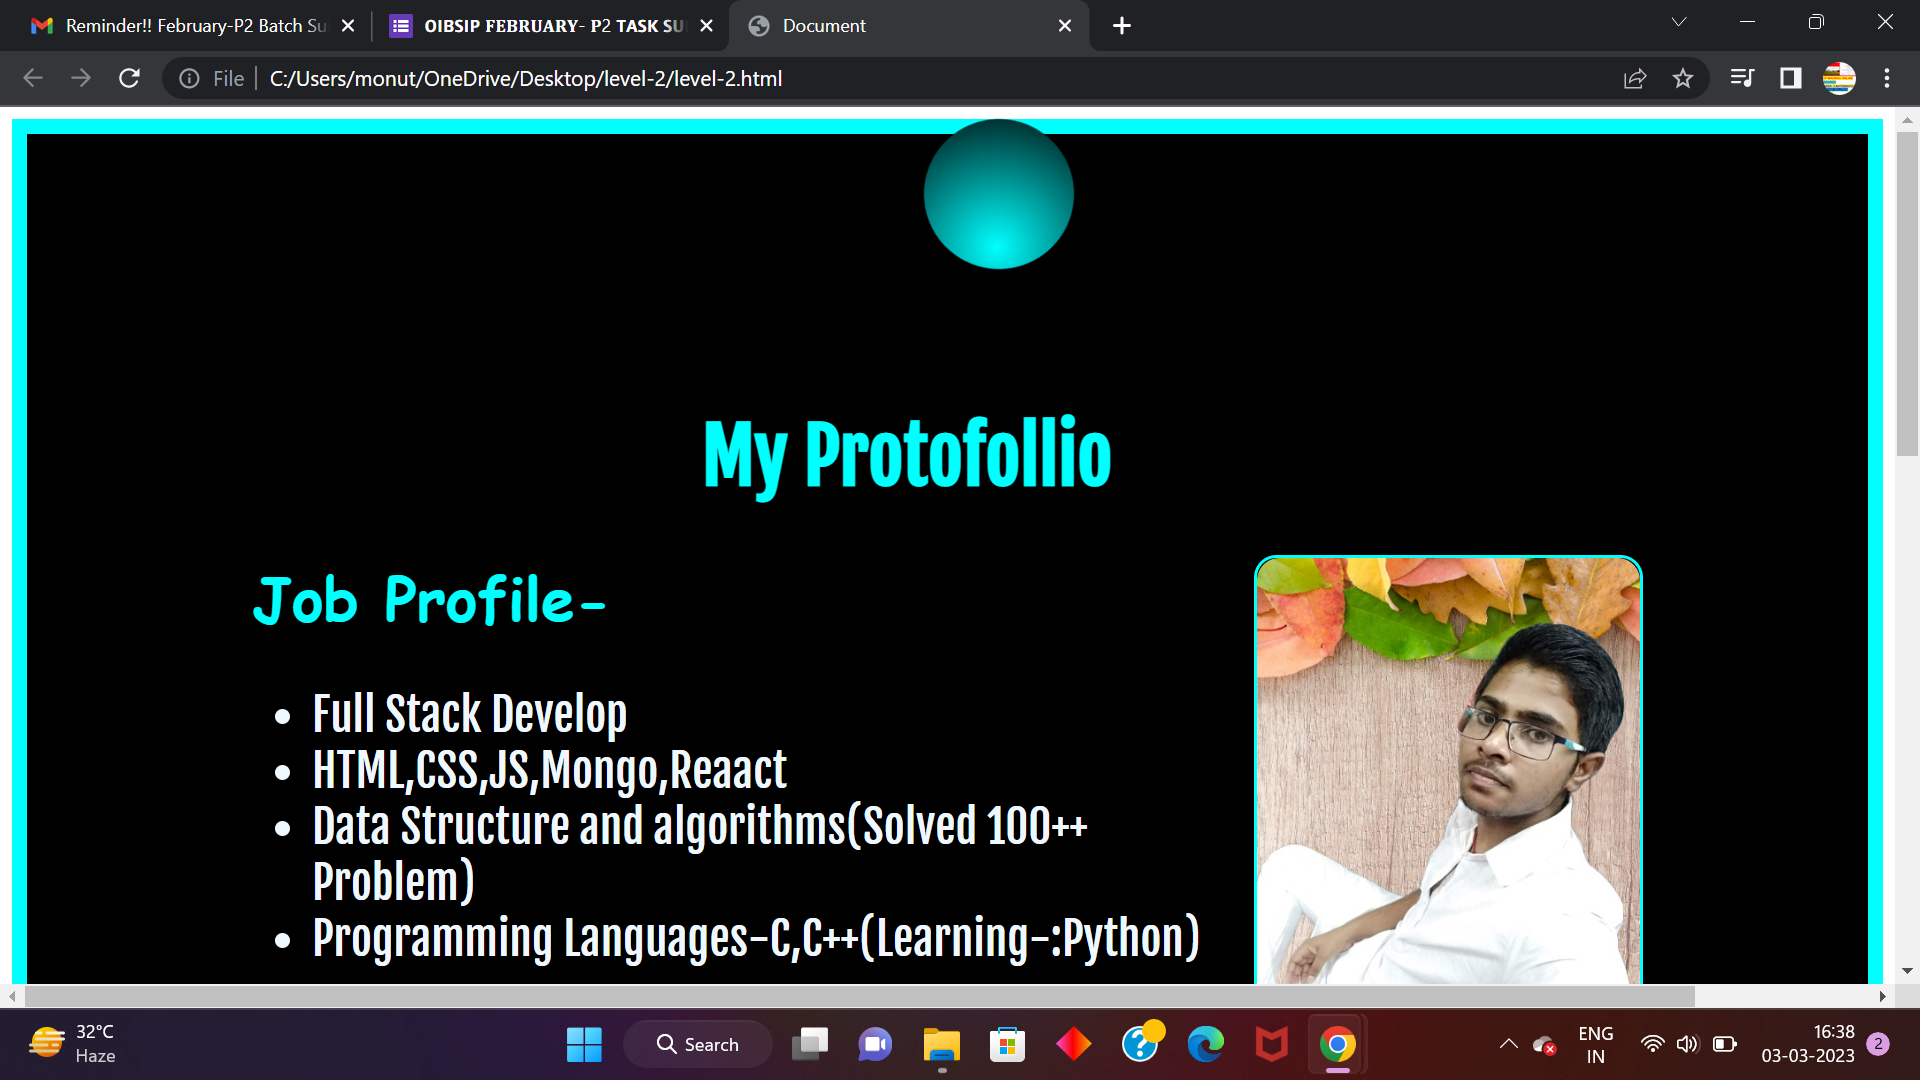 Reminder!! February-P2 Batch Su
OIBSIP FEBRUARY- P2 TASK SU
Document
File
C:/Users/monut/OneDrive/Desktop/level-2/level-2.html
My Protofollio
Job Profile-
Full Stack Develop
HTML,CSS,JS,Mongo,Reaact
Data Structure and algorithms(Solved 100++
Problem)
Programming Languages-C,C++(Learning-:Python)
32°C
Haze
Search
ENG
IN
16:38
03-03-2023
2